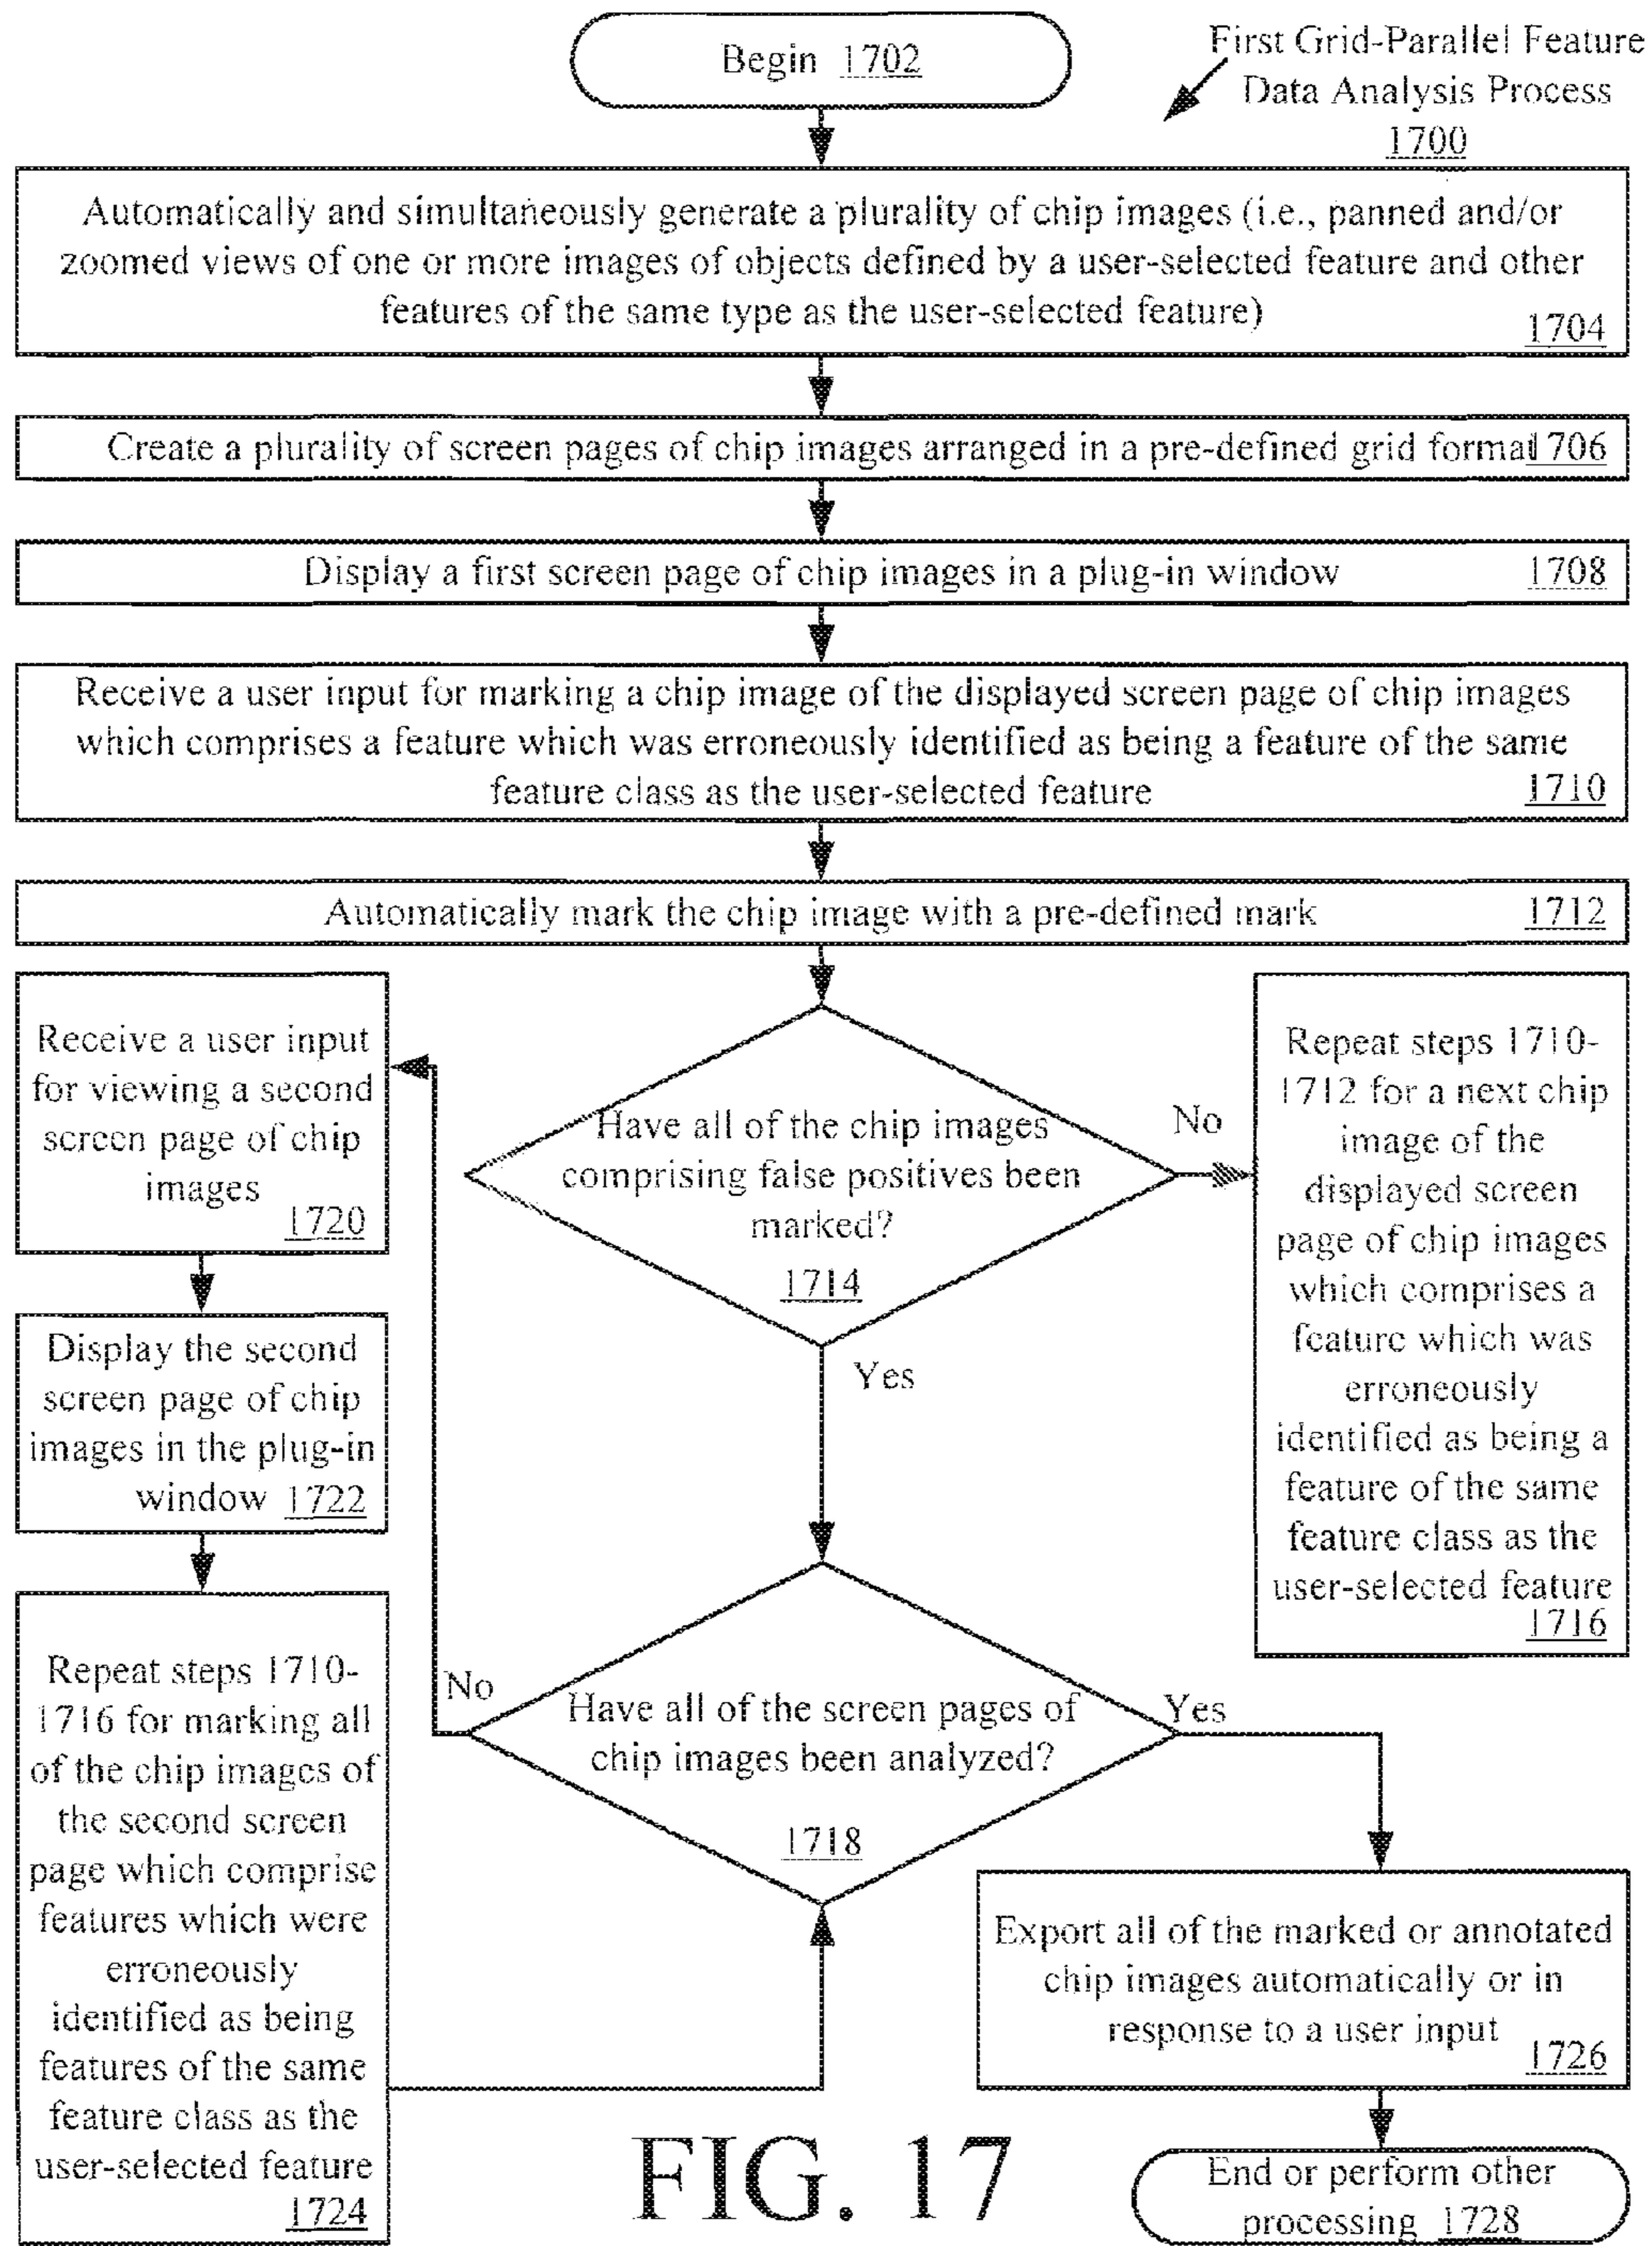 Begin 1702
First Grid-Parallel Feature
Data Analysis Process
1700
Automatically and simultaneously generate a plurality of chip images (i.e., panned and/or
zoomed views of one or more images of objects defined by a user-selected feature and other
features of the same type as the user-selected feature)
1704
Create a plurality of screen pages of chip images arranged in a pre-defined grid format 1706
Display a first screen page of chip images in a plug-in window 1708
Receive a user input for marking a chip image of the displayed screen page of chip images
which comprises a feature which was erroneously identified as being a feature of the same
feature class as the user-selected feature 1710
Automatically mark the chip image with a pre-defined mark 1712
Have all of the chip images
comprising false positives been
marked?
1714
No
Yes
Repeat steps 1710-
1712 for a next chip
image of the
displayed screen
page of chip images
which comprises a
feature which was
erroneously
identified as being a
feature of the same
feature class as the
user-selected feature
1716
Have all of the screen pages of
chip images been analyzed?
1718
No
Yes
Receive a user input
for viewing a second
screen page of chip
images
1720
Display the second
screen page of chip
images in the plug-in
window 1722
Repeat steps 1710-
1716 for marking all
of the chip images of
the second screen
page which comprise
features which were
erroneously
identified as being
features of the same
feature class as the
user-selected feature
1724
Export all of the marked or annotated
chip images automatically or in
response to a user input
1726
End or perform other
processing 1728
FIG. 17